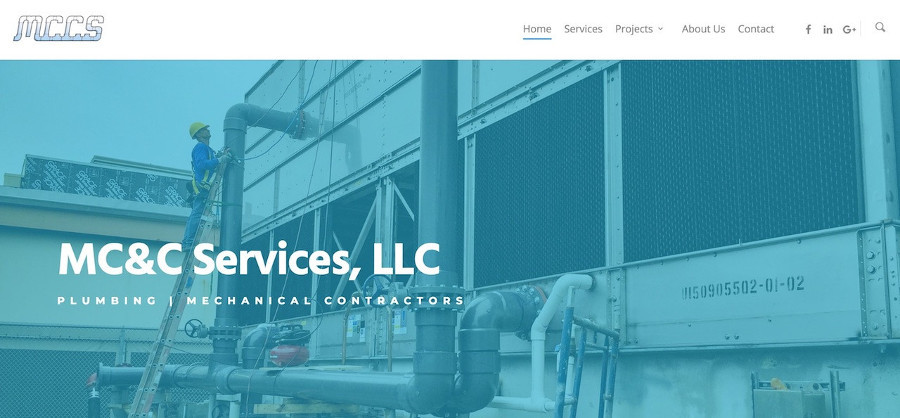 MCCS
Home Services Projects About Us Contact f in G+
MC&C Services, LLC
PLUMBING | MECHANICAL CONTRACTORS
U150905502-01-02